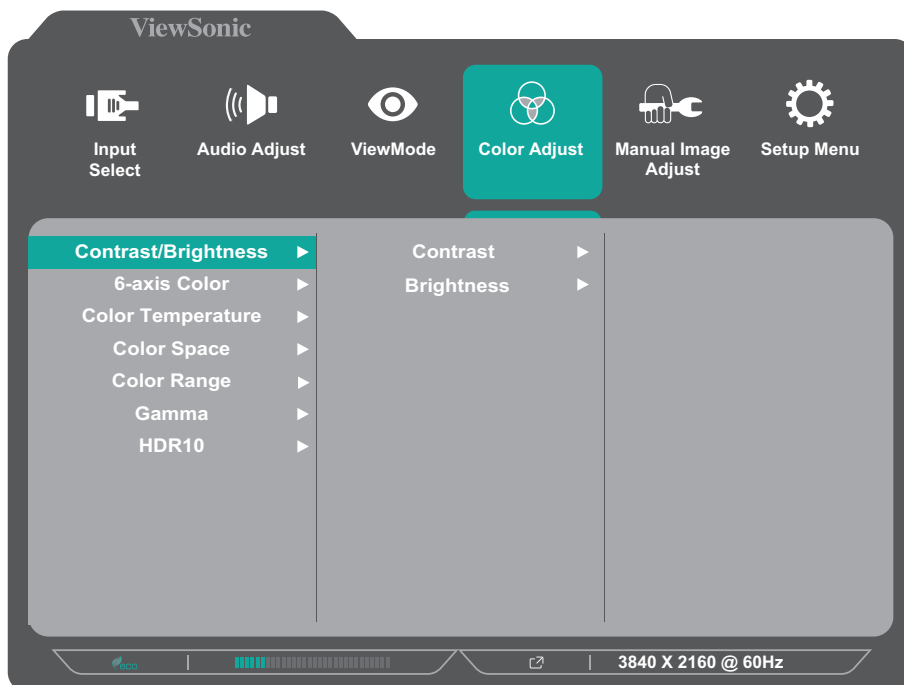 ViewSonic
Input
Select
Audio Adjust
ViewMode
Color Adjust
Manual Image
Adjust
Setup Menu
Contrast/Brightness
6-axis Color
Color Temperature
Color Space
Color Range
Gamma
HDR10
Contrast
Brightness
eco
3840 X 2160 @ 60Hz